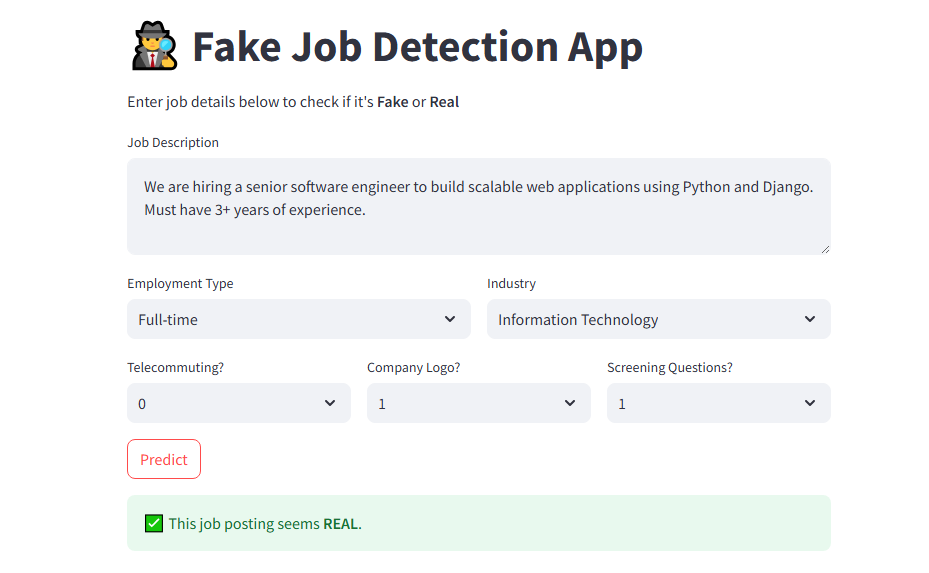 Fake Job Detection App
Enter job details below to check if it's Fake or Real
Job Description
We are hiring a senior software engineer to build scalable web applications using Python and Django.
Must have 3+ years of experience.
Employment Type
Industry
Full-time
Information Technology
Telecommuting?
Company Logo?
Screening Questions?
0
1
1
Predict
This job posting seems REAL.